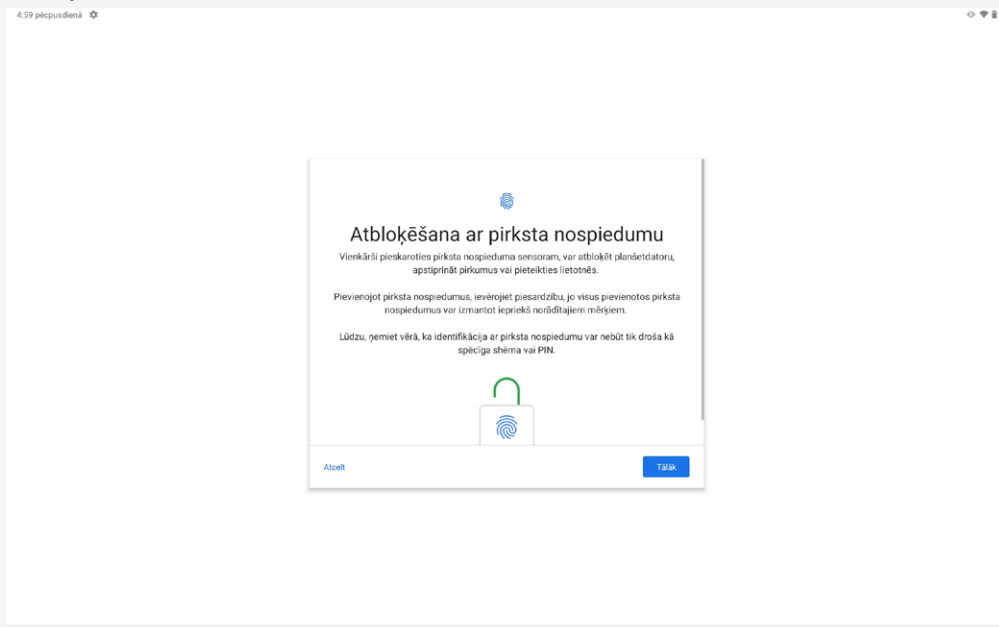 4:59 pēcpusdienā
Atbloķēšana ar pirksta nospiedumu
Vienkārši pieskaroties pirksta nospieduma sensoram, var atbloķēt planšetdatoru,
apstiprināt pirkumus vai pieteikties lietotnēs.
Pievienojot pirksta nospiedumus, ievērojiet piesardzību, jo visus pievienotos pirksta
nospiedumus var izmantot iepriekš norādītajiem mērķiem.
Lūdzu, ņemiet vērā, ka identifikācija ar pirksta nospiedumu var nebūt tik droša kā
spēcīga shēma vai PIN.
Atcelt
Tālāk